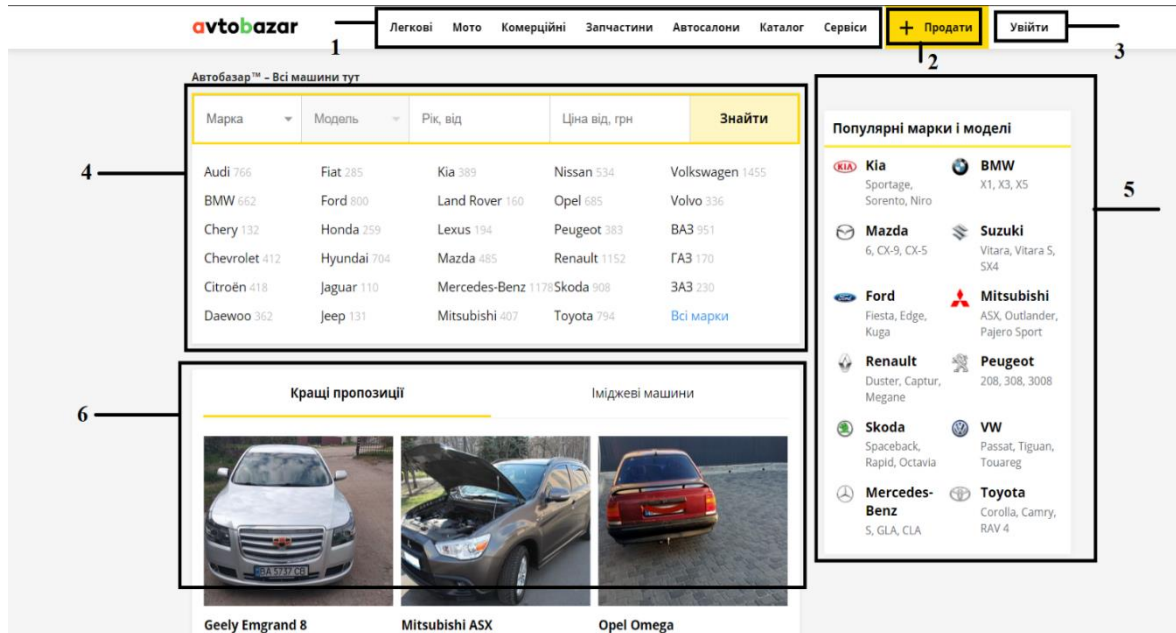 avtobazar
Легкові Мото Комерційні Запчастини Автосалони Каталог Сервіси + Продати Увійти
1
2
3
Автобазар™ – Всі машини тут
Марка Модель Рік, від Ціна від, грн Знайти
4
Audi 766 Fiat 285 Kia 389 Nissan 534 Volkswagen 1455
BMW 662 Ford 800 Land Rover 160 Opel 685 Volvo 336
Chery 132 Honda 259 Lexus 194 Peugeot 383 ВАЗ 951
Chevrolet 412 Hyundai 704 Mazda 485 Renault 1152 ГАЗ 170
Citroën 418 Jaguar 110 Mercedes-Benz 1178 Skoda 908 ЗАЗ 230
Daewoo 362 Jeep 131 Mitsubishi 407 Toyota 794 Всі марки
Популярні марки і моделі
5
KIA Kia
Sportage,
Sorento, Niro
BMW
X1, X3, X5
Mazda
6, CX-9, CX-5
Suzuki
Vitara, Vitara S,
SX4
Ford
Fiesta, Edge,
Kuga
Mitsubishi
ASX, Outlander,
Pajero Sport
Renault
Duster, Captur,
Megane
Peugeot
208, 308, 3008
Skoda
Spaceback,
Rapid, Octavia
VW
Passat, Tiguan,
Touareg
Mercedes-
Benz
S, GLA, CLA
Toyota
Corolla, Camry,
RAV 4
6
Кращі пропозиції Іміджеві машини
BA 5737 CB
Geely Emgrand 8 Mitsubishi ASX Opel Omega